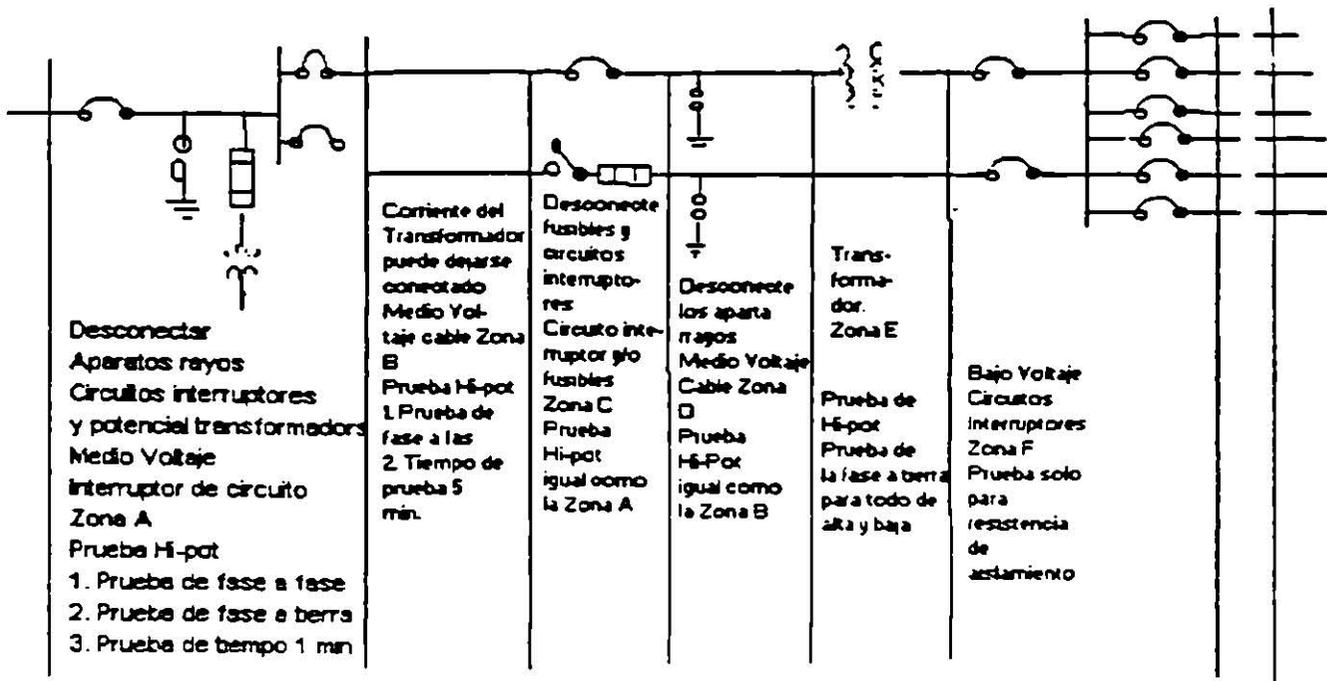 Desconectar
Aparatos rayos
Circuitos interruptores
y potencial transformadors
Medio Voltaje
Interruptor de circuito
Zona A
Prueba Hi-pot
1. Prueba de fase a fase
2. Prueba de fase a tierra
3. Prueba de tiempo 1 min
Corriente del
Transformador
puede dejarse
conectado
Medio Vol-
taje cable Zona
B
Prueba Hi-pot
1. Prueba de
fase a las
2. Tiempo de
prueba 5
min.
Desconecte
fusibles y
circuitos
interrupto-
res
Circuito inte-
rruptor y/o
fusibles
Zona C
Prueba
Hi-pot
igual como
la Zona A
Desconecte
los aparta
rrayos
Medio Voltaje
Cable Zona
D
Prueba
Hi-Pot
igual como
la Zona B
Trans-
forma-
dor.
Zona E
Prueba de
Hi-pot
Prueba de
la fase a tierra
para todo de
alta y baja
Bajo Voltaje
Circuitos
Interruptores
Zona F
Prueba solo
para
resistencia
de
aislamiento